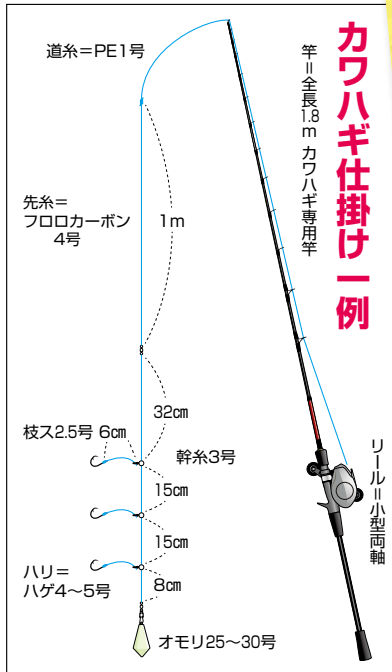 カワハギ仕掛け一例
竿=全長1.8m カワハギ専用竿
道糸=PE1号
先糸=
フロロカーボン
4号
1m
32cm
枝ス2.5号 6cm
幹糸3号
15cm
15cm
ハリ=
ハゲ4〜5号
8cm
オモリ25〜30号
リール=小型両軸